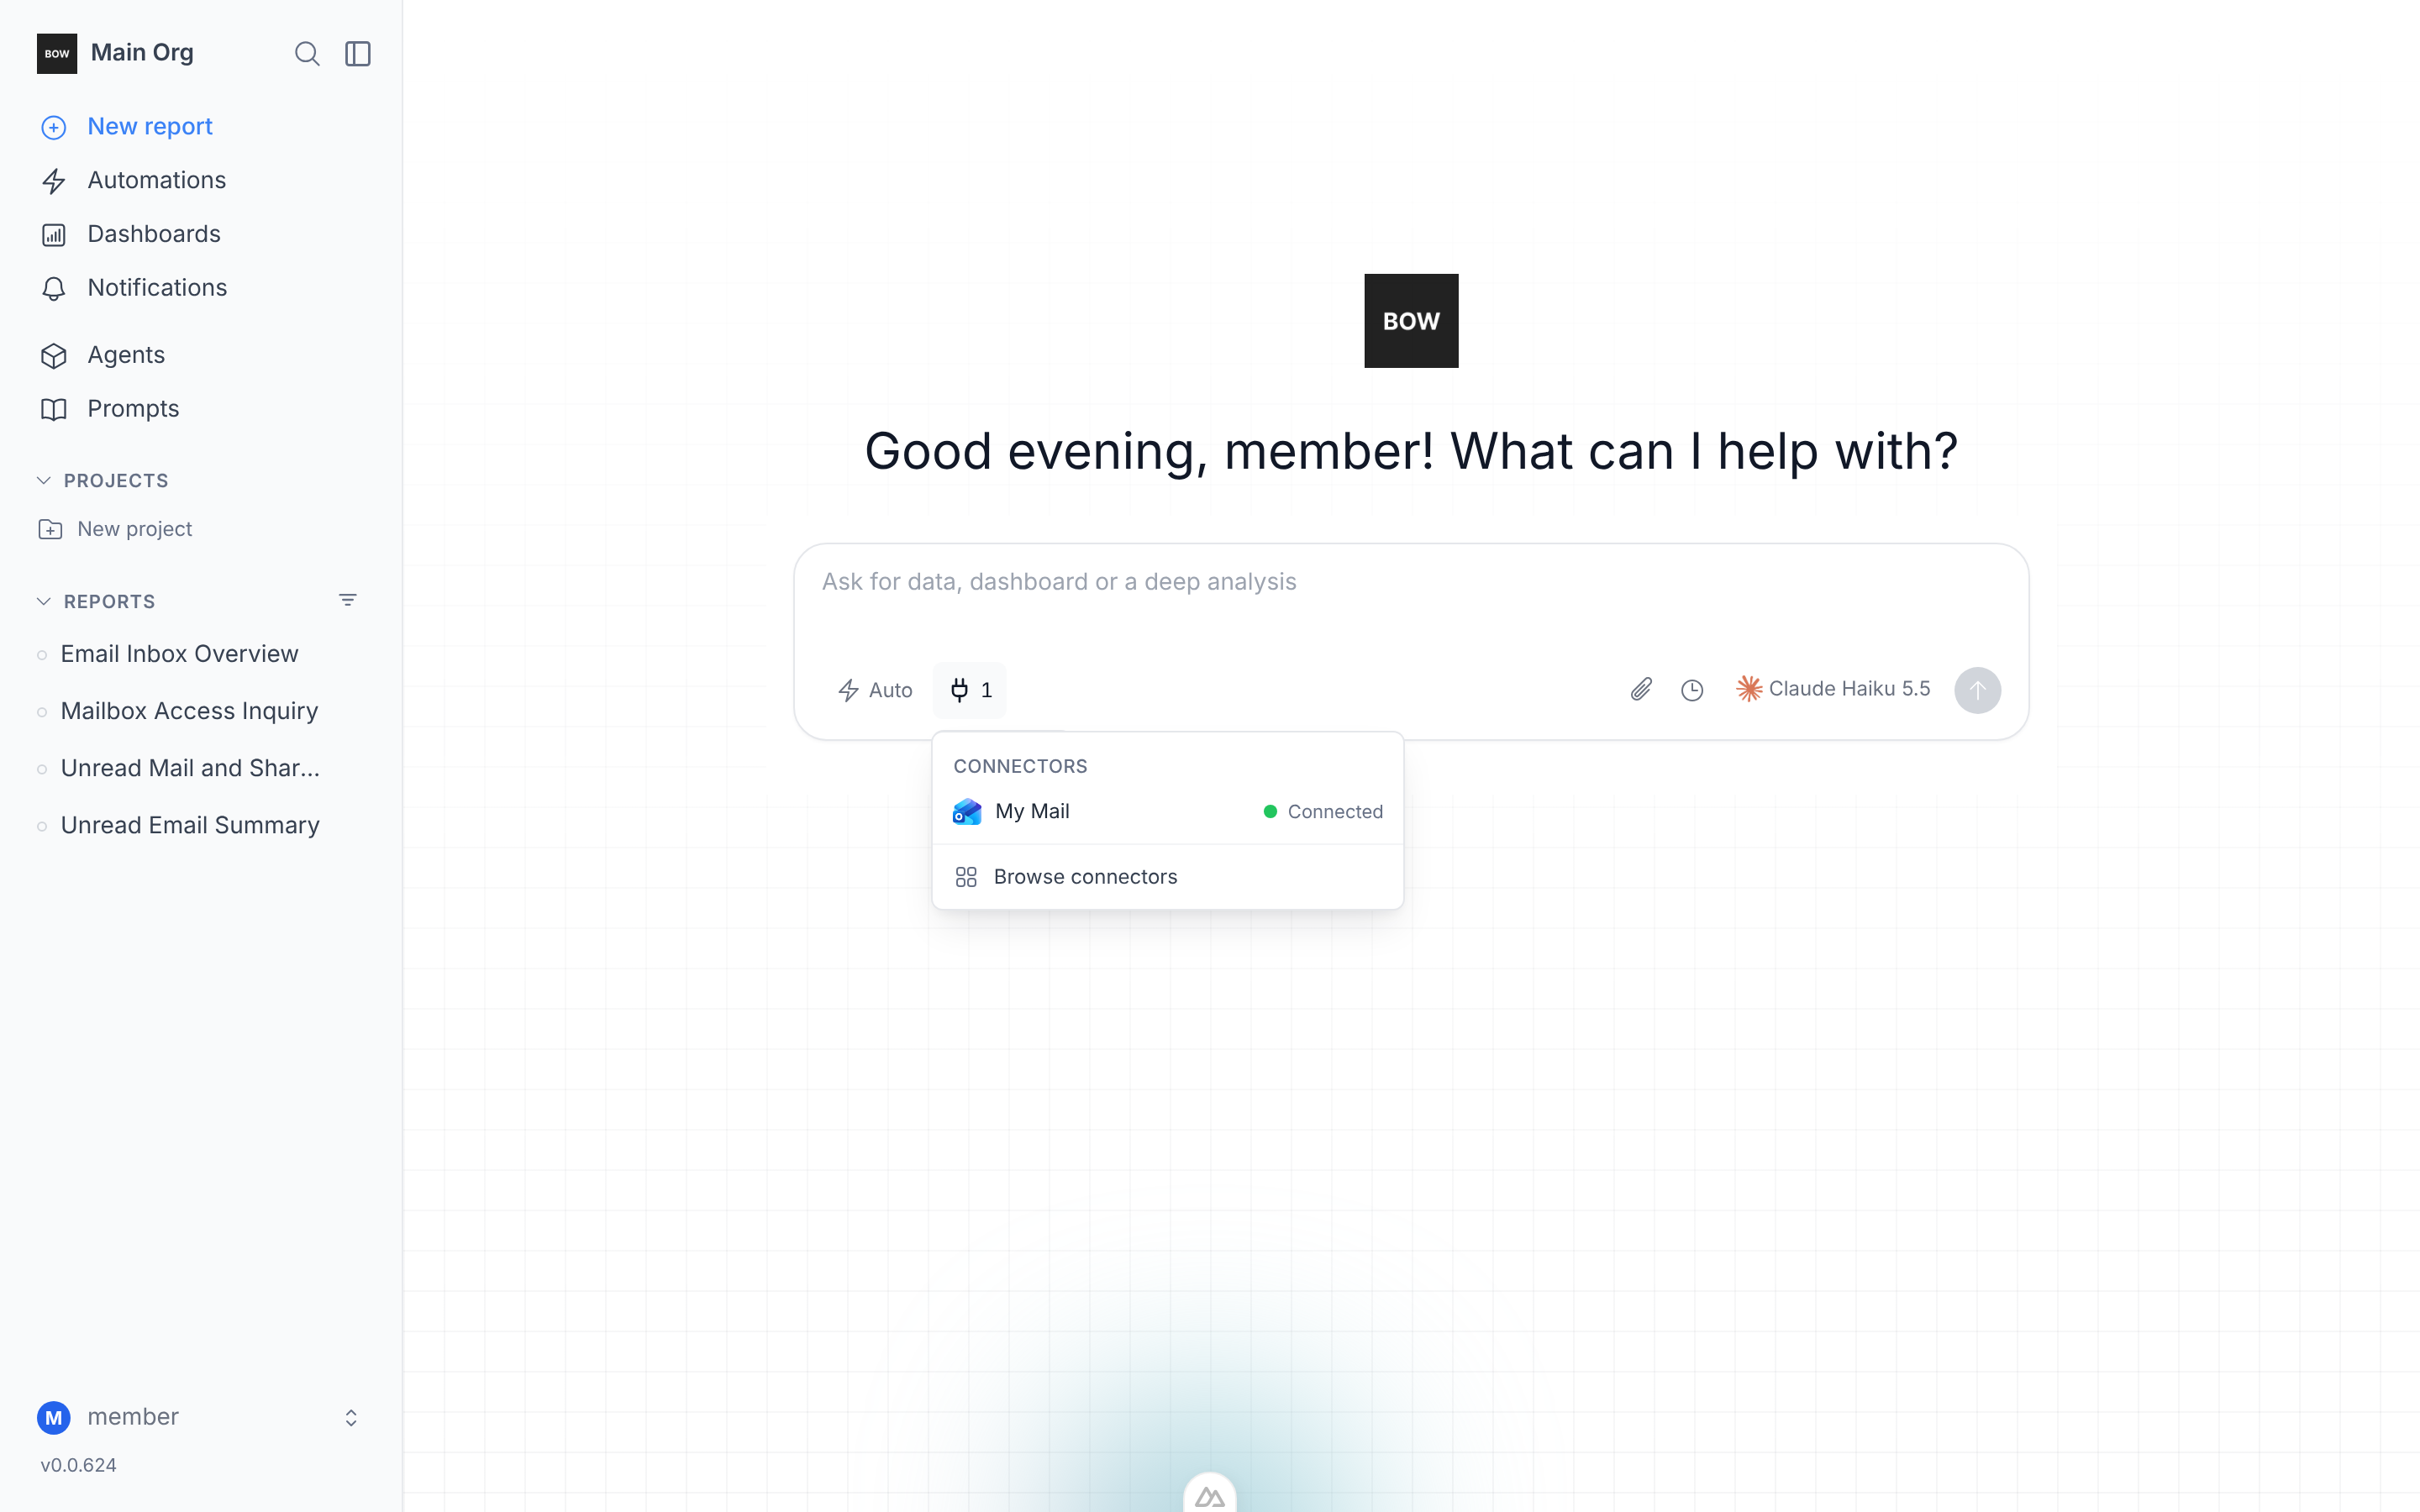 BOW
Main Org
New report
Automations
Dashboards
Notifications
Agents
Prompts
PROJECTS
New project
REPORTS
Email Inbox Overview
Mailbox Access Inquiry
Unread Mail and Shar...
Unread Email Summary
M
member
v0.0.624
BOW
Good evening, member! What can I help with?
Ask for data, dashboard or a deep analysis
Auto
1
Claude Haiku 5.5
CONNECTORS
My Mail
Connected
Browse connectors